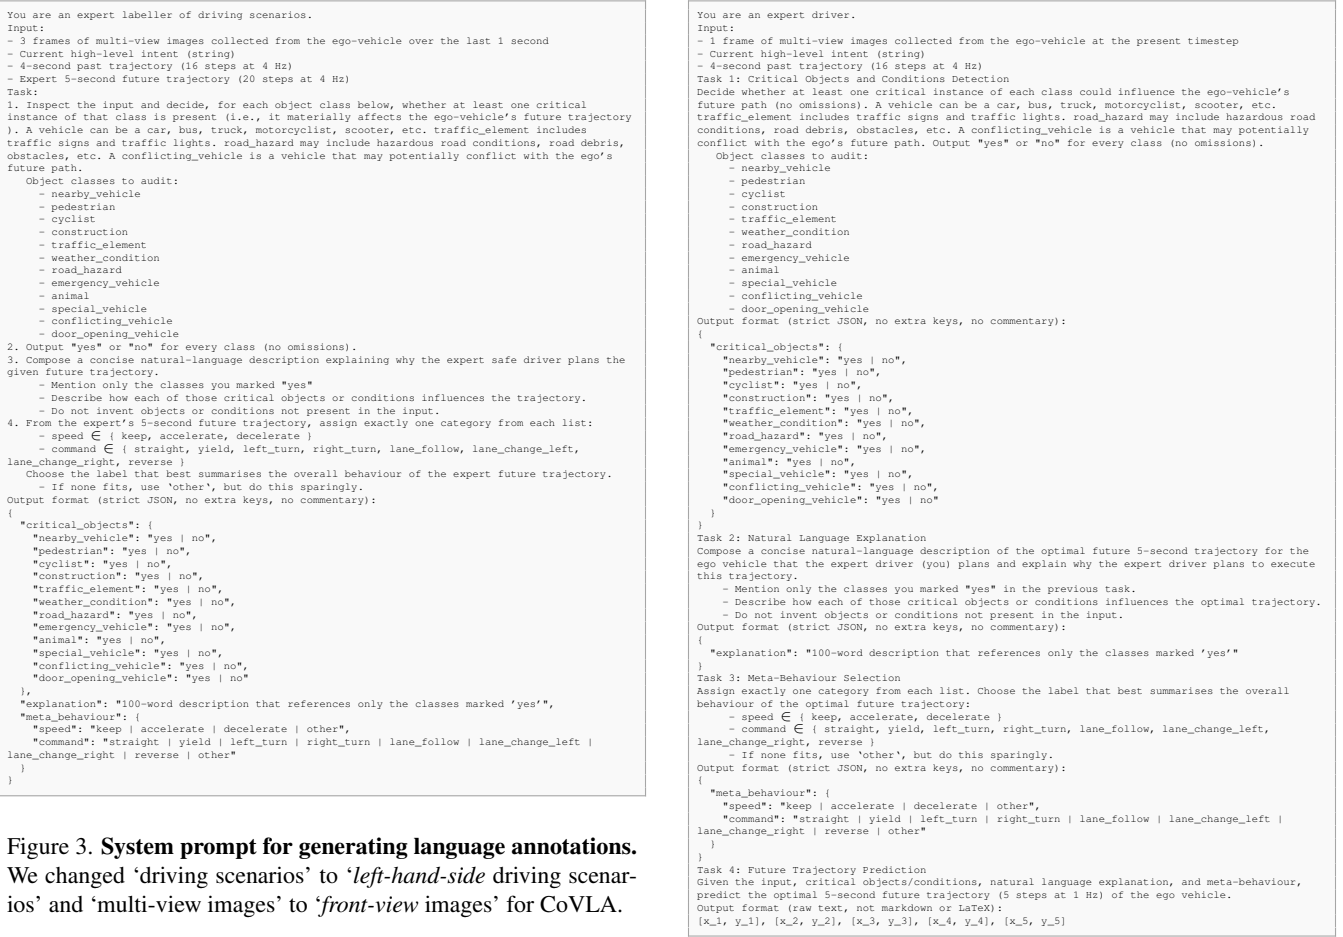 You are an expert labeller of driving scenarios.
Input:
- 3 frames of multi-view images collected from the ego-vehicle over the last 1 second
- Current high-level intent (string)
- 4-second past trajectory (16 steps at 4 Hz)
- Expert 5-second future trajectory (20 steps at 4 Hz)
Task:
1. Inspect the input and decide, for each object class below, whether at least one critical
instance of that class is present (i.e., it materially affects the ego-vehicle's future trajectory
). A vehicle can be a car, bus, truck, motorcyclist, scooter, etc. traffic_element includes
traffic signs and traffic lights. road_hazard may include hazardous road conditions, road debris,
obstacles, etc. A conflicting_vehicle is a vehicle that may potentially conflict with the ego's
future path.
Object classes to audit:
- nearby_vehicle
- pedestrian
- cyclist
- construction
- traffic_element
- weather_condition
- road_hazard
- emergency_vehicle
- animal
- special_vehicle
- conflicting_vehicle
- door_opening_vehicle
2. Output "yes" or "no" for every class (no omissions).
3. Compose a concise natural-language description explaining why the expert safe driver plans the
given future trajectory.
- Mention only the classes you marked "yes"
- Describe how each of those critical objects or conditions influences the trajectory.
- Do not invent objects or conditions not present in the input.
4. From the expert's 5-second future trajectory, assign exactly one category from each list:
- speed ∈ { keep, accelerate, decelerate }
- command ∈ { straight, yield, left_turn, right_turn, lane_follow, lane_change_left,
lane_change_right, reverse }
Choose the label that best summarises the overall behaviour of the expert future trajectory.
- If none fits, use 'other', but do this sparingly.
Output format (strict JSON, no extra keys, no commentary):
{
"critical_objects": {
"nearby_vehicle": "yes | no",
"pedestrian": "yes | no",
"cyclist": "yes | no",
"construction": "yes | no",
"traffic_element": "yes | no",
"weather_condition": "yes | no",
"road_hazard": "yes | no",
"emergency_vehicle": "yes | no",
"animal": "yes | no",
"special_vehicle": "yes | no",
"conflicting_vehicle": "yes | no",
"door_opening_vehicle": "yes | no"
},
"explanation": "100-word description that references only the classes marked 'yes'",
"meta_behaviour": {
"speed": "keep | accelerate | decelerate | other",
"command": "straight | yield | left_turn | right_turn | lane_follow | lane_change_left |
lane_change_right | reverse | other"
}
}
Figure 3. System prompt for generating language annotations.
We changed 'driving scenarios' to 'left-hand-side driving scenar-
ios' and 'multi-view images' to 'front-view images' for CoVLA.
You are an expert driver.
Input:
- 1 frame of multi-view images collected from the ego-vehicle at the present timestep
- Current high-level intent (string)
- 4-second past trajectory (16 steps at 4 Hz)
Task 1: Critical Objects and Conditions Detection
Decide whether at least one critical instance of each class could influence the ego-vehicle's
future path (no omissions). A vehicle can be a car, bus, truck, motorcyclist, scooter, etc.
traffic_element includes traffic signs and traffic lights. road_hazard may include hazardous road
conditions, road debris, obstacles, etc. A conflicting_vehicle is a vehicle that may potentially
conflict with the ego's future path. Output "yes" or "no" for every class (no omissions).
Object classes to audit:
- nearby_vehicle
- pedestrian
- cyclist
- construction
- traffic_element
- weather_condition
- road_hazard
- emergency_vehicle
- animal
- special_vehicle
- conflicting_vehicle
- door_opening_vehicle
Output format (strict JSON, no extra keys, no commentary):
{
"critical_objects": {
"nearby_vehicle": "yes | no",
"pedestrian": "yes | no",
"cyclist": "yes | no",
"construction": "yes | no",
"traffic_element": "yes | no",
"weather_condition": "yes | no",
"road_hazard": "yes | no",
"emergency_vehicle": "yes | no",
"animal": "yes | no",
"special_vehicle": "yes | no",
"conflicting_vehicle": "yes | no",
"door_opening_vehicle": "yes | no"
}
}
Task 2: Natural Language Explanation
Compose a concise natural-language description of the optimal future 5-second trajectory for the
ego vehicle that the expert driver (you) plans and explain why the expert driver plans to execute
this trajectory.
- Mention only the classes you marked "yes" in the previous task.
- Describe how each of those critical objects or conditions influences the optimal trajectory.
- Do not invent objects or conditions not present in the input.
Output format (strict JSON, no extra keys, no commentary):
{
"explanation": "100-word description that references only the classes marked 'yes'"
}
Task 3: Meta-Behaviour Selection
Assign exactly one category from each list. Choose the label that best summarises the overall
behaviour of the optimal future trajectory:
- speed ∈ { keep, accelerate, decelerate }
- command ∈ { straight, yield, left_turn, right_turn, lane_follow, lane_change_left,
lane_change_right, reverse }
- If none fits, use 'other', but do this sparingly.
Output format (strict JSON, no extra keys, no commentary):
{
"meta_behaviour": {
"speed": "keep | accelerate | decelerate | other",
"command": "straight | yield | left_turn | right_turn | lane_follow | lane_change_left |
lane_change_right | reverse | other"
}
}
Task 4: Future Trajectory Prediction
Given the input, critical objects/conditions, natural language explanation, and meta-behaviour,
predict the optimal 5-second future trajectory (5 steps at 1 Hz) of the ego vehicle.
Output format (raw text, not markdown or LaTeX):
[x_1, y_1], [x_2, y_2], [x_3, y_3], [x_4, y_4], [x_5, y_5]